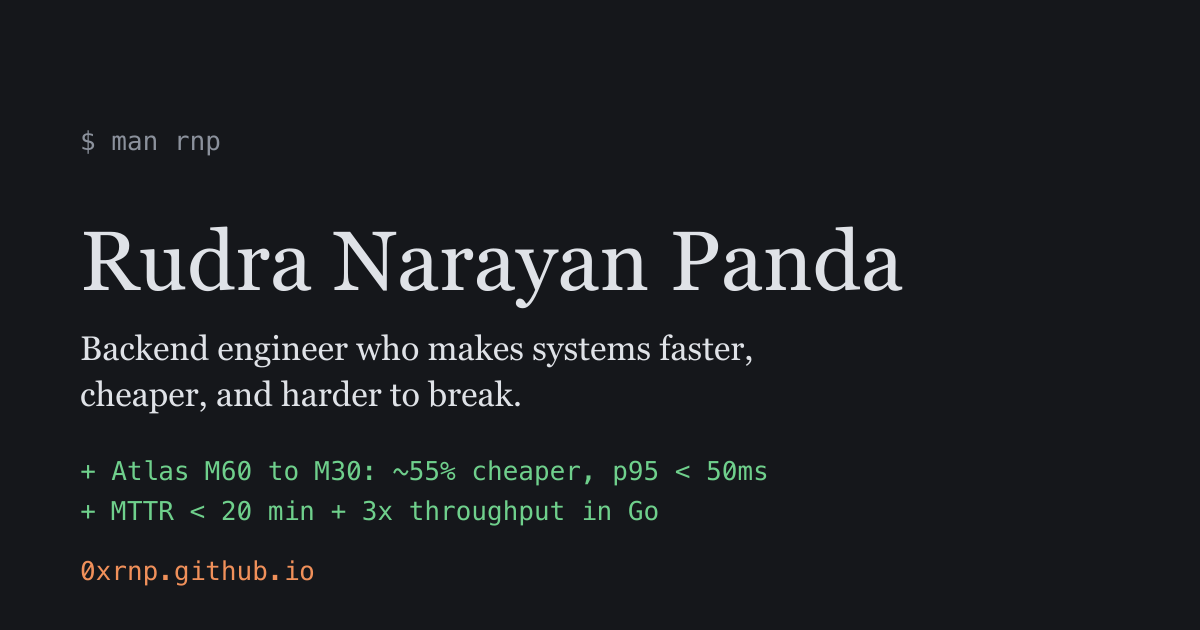 $ man rnp
Rudra Narayan Panda
Backend engineer who makes systems faster,
cheaper, and harder to break.
+ Atlas M60 to M30: ~55% cheaper, p95 < 50ms
+ MTTR < 20 min + 3x throughput in Go
0xrnp.github.io